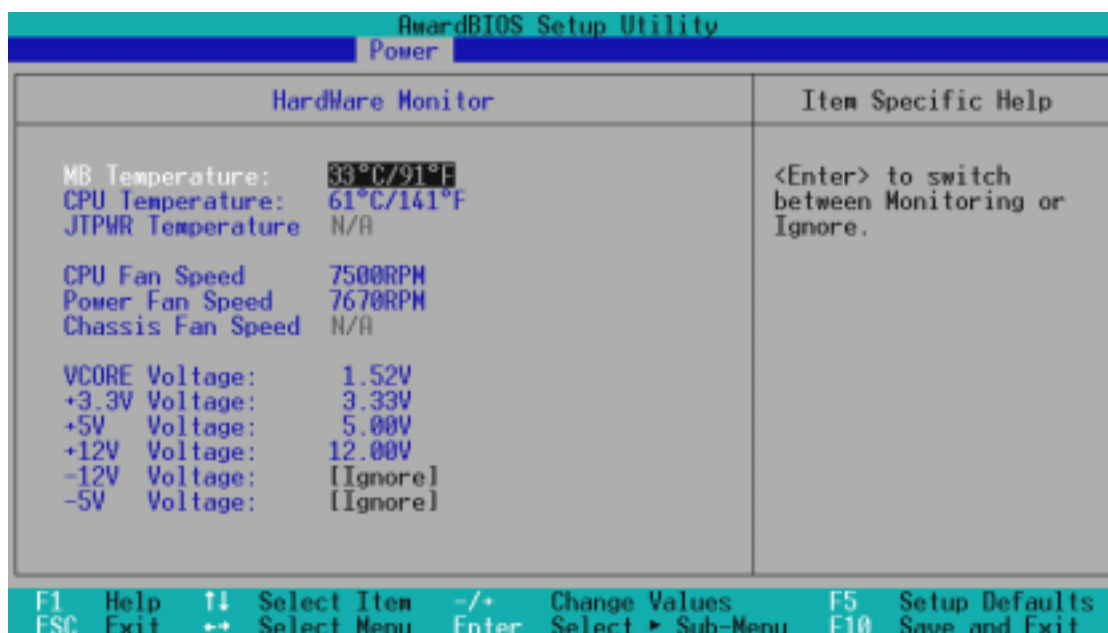 AwardBIOS Setup Utility
Power
HardWare Monitor
Item Specific Help
MB Temperature: 33°C/91°F
CPU Temperature: 61°C/141°F
JTPWR Temperature N/A
CPU Fan Speed 7500RPM
Power Fan Speed 7670RPM
Chassis Fan Speed N/A
VCORE Voltage: 1.52V
+3.3V Voltage: 3.33V
+5V Voltage: 5.00V
+12V Voltage: 12.00V
-12V Voltage: [Ignore]
-5V Voltage: [Ignore]
<Enter> to switch
between Monitoring or
Ignore.
F1 Help ↑↓ Select Item -/+ Change Values F5 Setup Defaults
ESC Exit ←→ Select Menu Enter Select ► Sub-Menu F10 Save and Exit